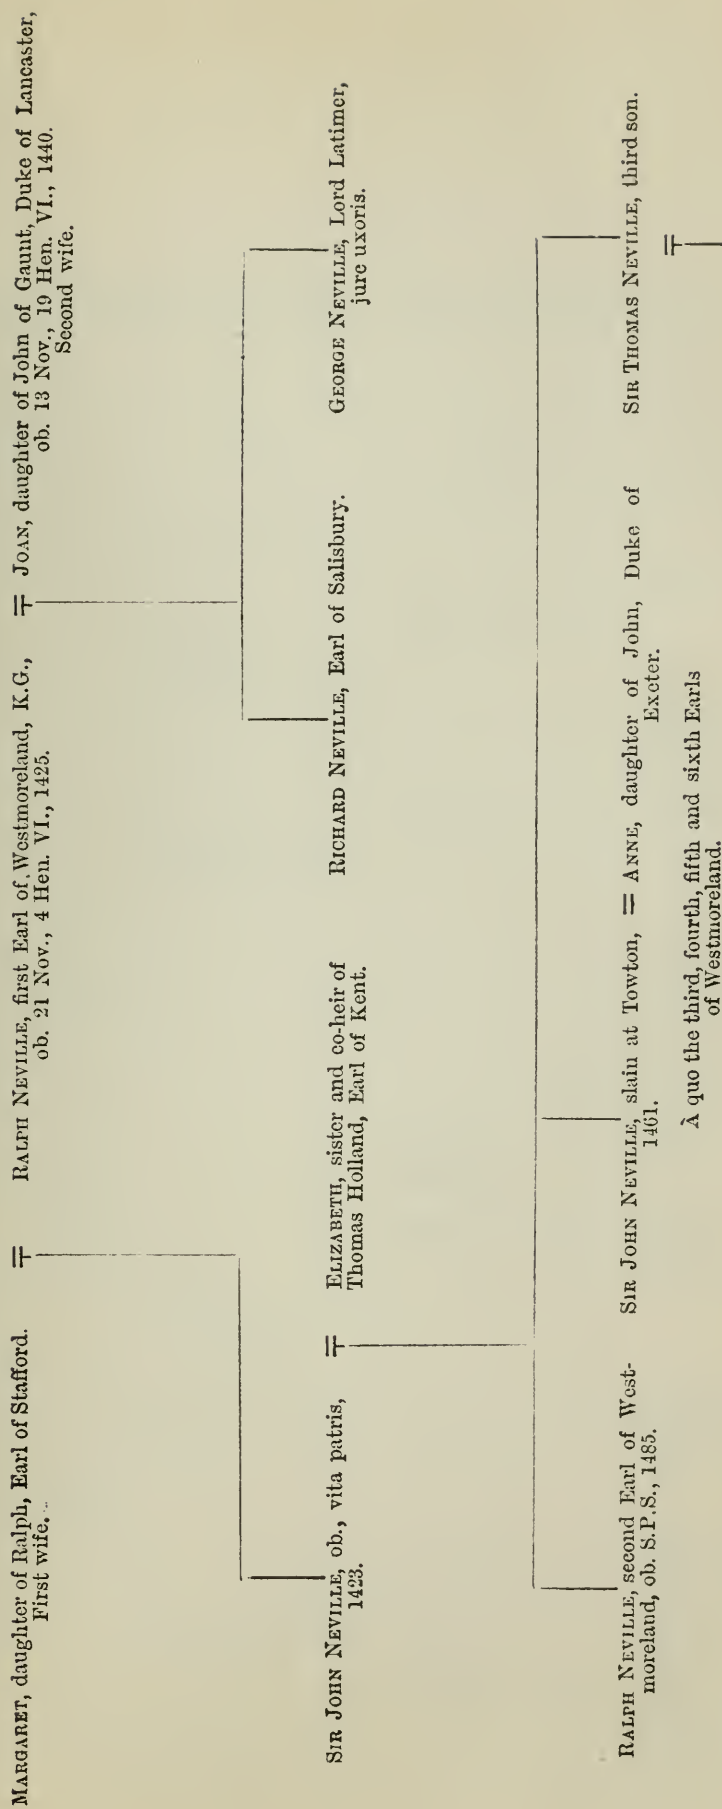 MARGARET, daughter of Ralph, Earl of Stafford.
First wife.
RALPH NEVILLE, first Earl of Westmoreland, K.G.,
ob. 21 Nov., 4 Hen. VI., 1425.
JOAN, daughter of John of Gaunt, Duke of Lancaster,
ob. 13 Nov., 19 Hen. VI., 1440.
Second wife.
SIR JOHN NEVILLE, ob., vita patris,
1423.
ELIZABETH, sister and co-heir of
Thomas Holland, Earl of Kent.
RICHARD NEVILLE, Earl of Salisbury.
GEORGE NEVILLE, Lord Latimer,
jure uxoris.
RALPH NEVILLE, second Earl of West-
moreland, ob. S.P.S., 1485.
SIR JOHN NEVILLE, slain at Towton,
1461.
= ANNE, daughter of John, Duke of
Exeter.
À quo the third, fourth, fifth and sixth Earls
of Westmoreland.
SIR THOMAS NEVILLE, third son.